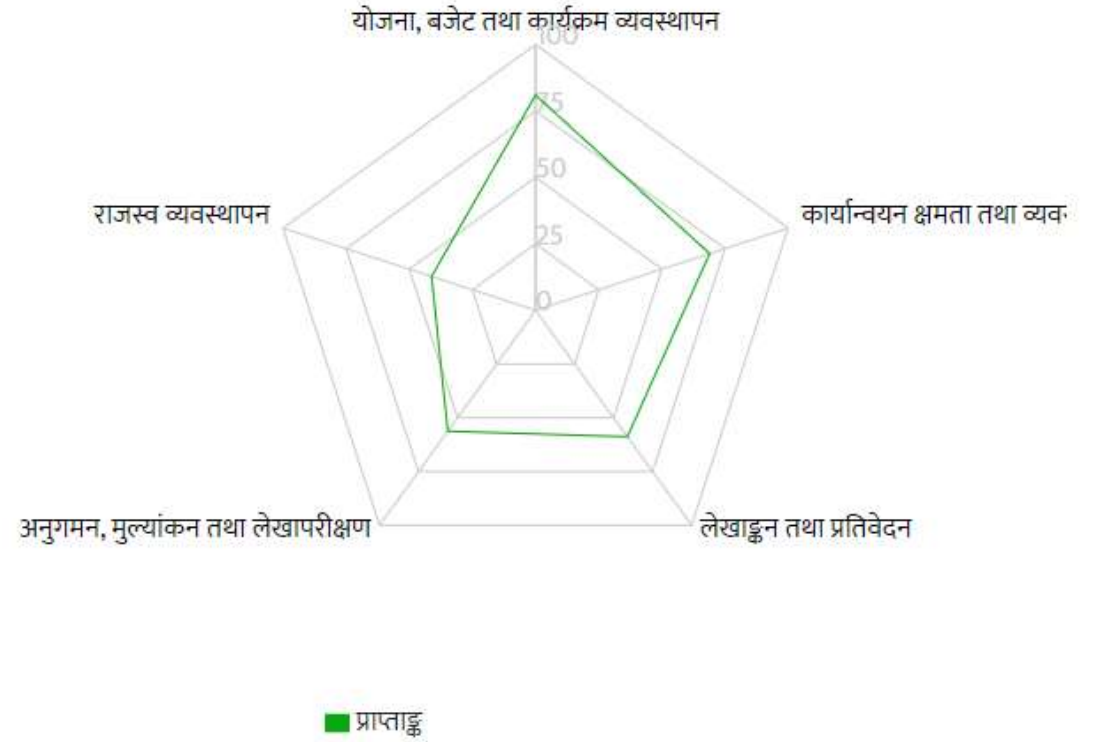 योजना, बजेट तथा कार्यक्रम व्यवस्थापन
100
75
50
25
0
राजस्व व्यवस्थापन
कार्यान्वयन क्षमता तथा
अनुगमन, मुल्यांकन तथा लेखापरीक्षण
लेखाङ्कन तथा प्रतिवेदन
प्राप्ताङ्क